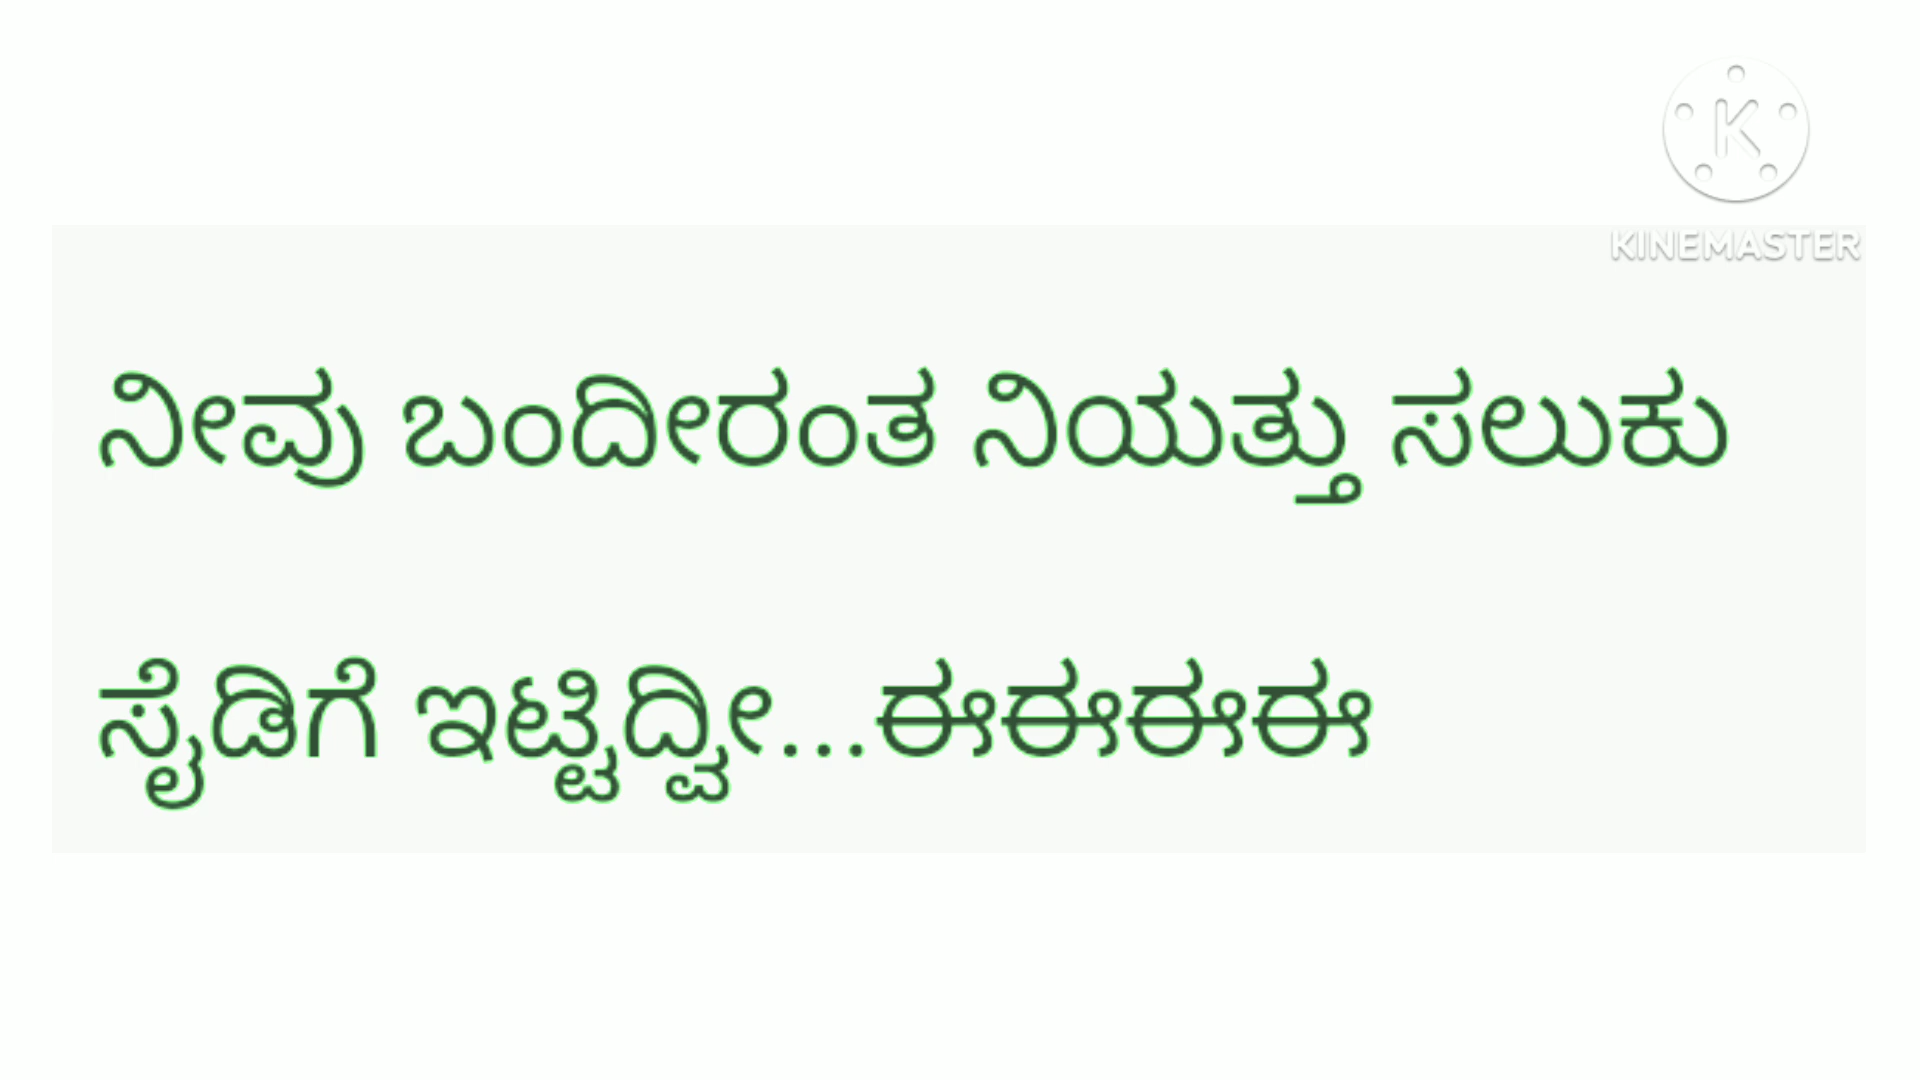 KINEMASTER
ನೀವು ಬಂದೀರಂತ ನಿಯತ್ತು ಸಲುಕು
ಸೈಡಿಗೆ ಇಟ್ಟಿದ್ವೀ...ಈಈಈಈ